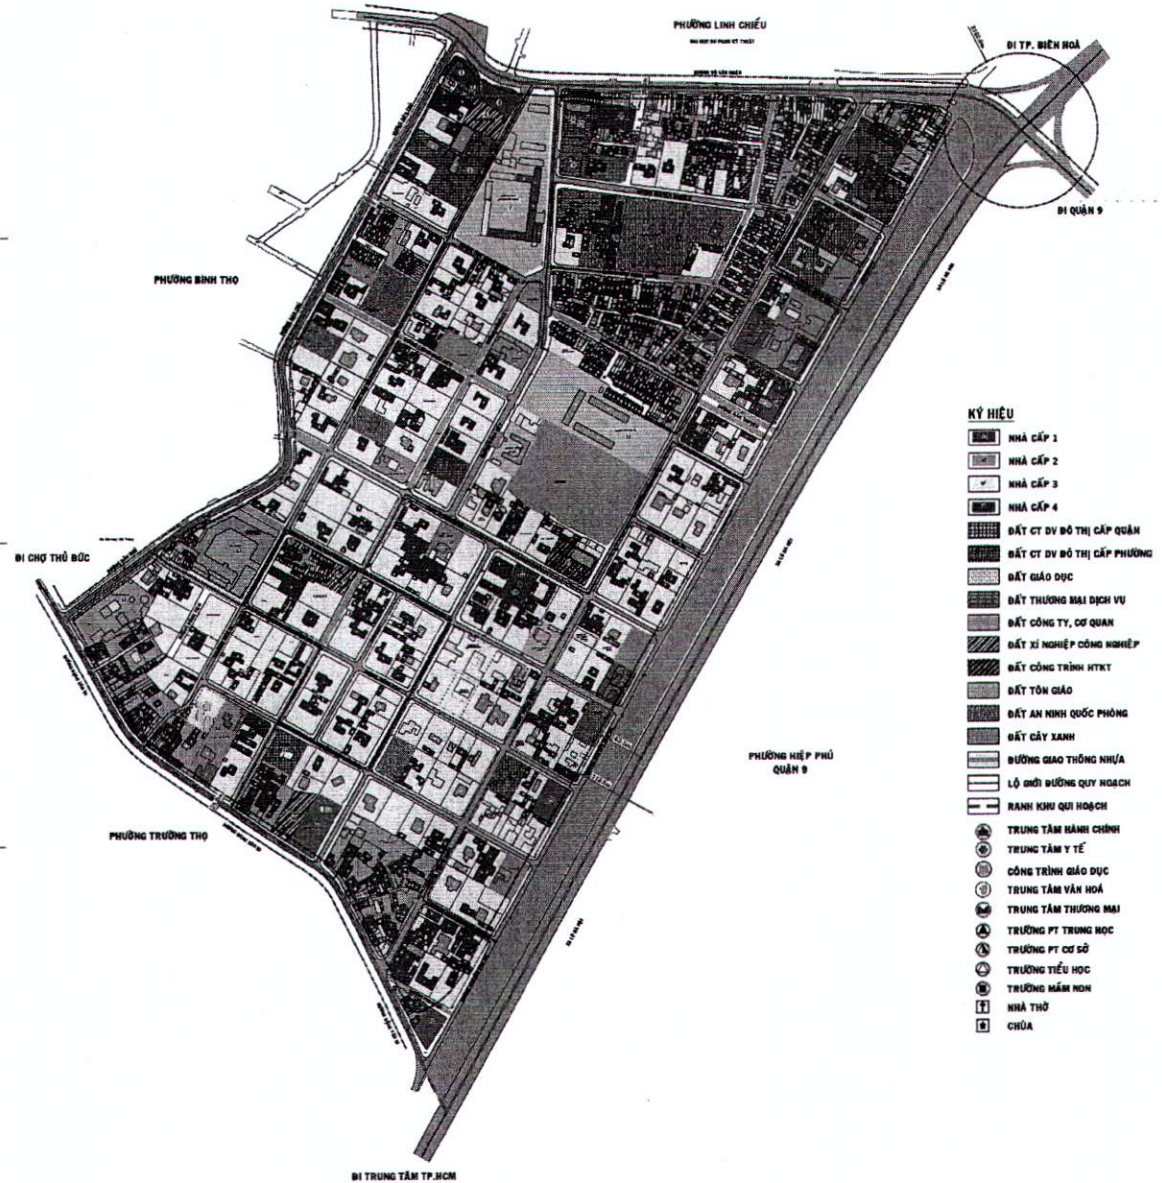 PHƯỜNG LINH CHIỂU
ĐẠI HỌC SƯ PHẠM KỸ THUẬT
ĐI TP. BIÊN HOÀ
ĐI QUẬN 9
PHƯỜNG BÌNH THỌ
ĐI CHỢ THỦ ĐỨC
PHƯỜNG TRƯỜNG THỌ
PHƯỜNG HIỆP PHÚ
QUẬN 9
ĐI TRUNG TÂM TP.HCM
KÝ HIỆU
NHÀ CẤP 1
NHÀ CẤP 2
NHÀ CẤP 3
NHÀ CẤP 4
ĐẤT CT DV ĐÔ THỊ CẤP QUẬN
ĐẤT CT DV ĐÔ THỊ CẤP PHƯỜNG
ĐẤT GIÁO DỤC
ĐẤT THƯƠNG MẠI DỊCH VỤ
ĐẤT CÔNG TY, CƠ QUAN
ĐẤT XÍ NGHIỆP CÔNG NGHIỆP
ĐẤT CÔNG TRÌNH HTKT
ĐẤT TÔN GIÁO
ĐẤT AN NINH QUỐC PHÒNG
ĐẤT CÂY XANH
ĐƯỜNG GIAO THÔNG NHỰA
LỘ GIỚI ĐƯỜNG QUY HOẠCH
RANH KHU QUI HOẠCH
TRUNG TÂM HÀNH CHÍNH
TRUNG TÂM Y TẾ
CÔNG TRÌNH GIÁO DỤC
TRUNG TÂM VĂN HOÁ
TRUNG TÂM THƯƠNG MẠI
TRƯỜNG PT TRUNG HỌC
TRƯỜNG PT CƠ SỞ
TRƯỜNG TIỂU HỌC
TRƯỜNG MẦM NON
NHÀ THỜ
CHÙA